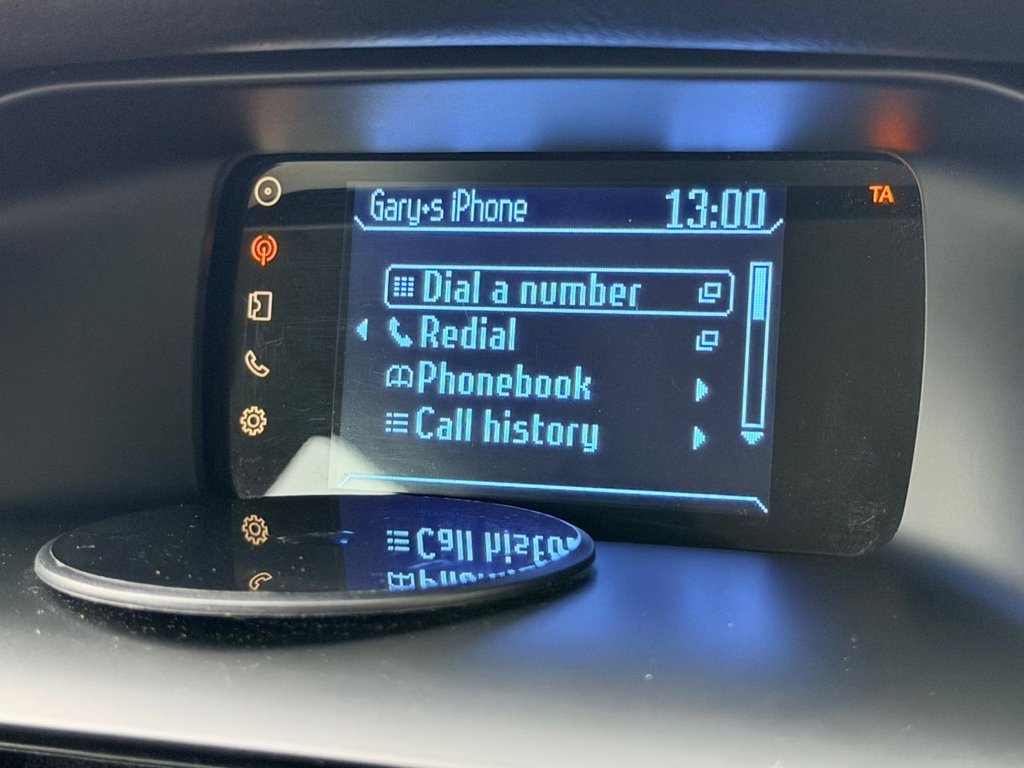 Gary+s iPhone 13:00 TA
Dial a number
Redial
Phonebook
Call history